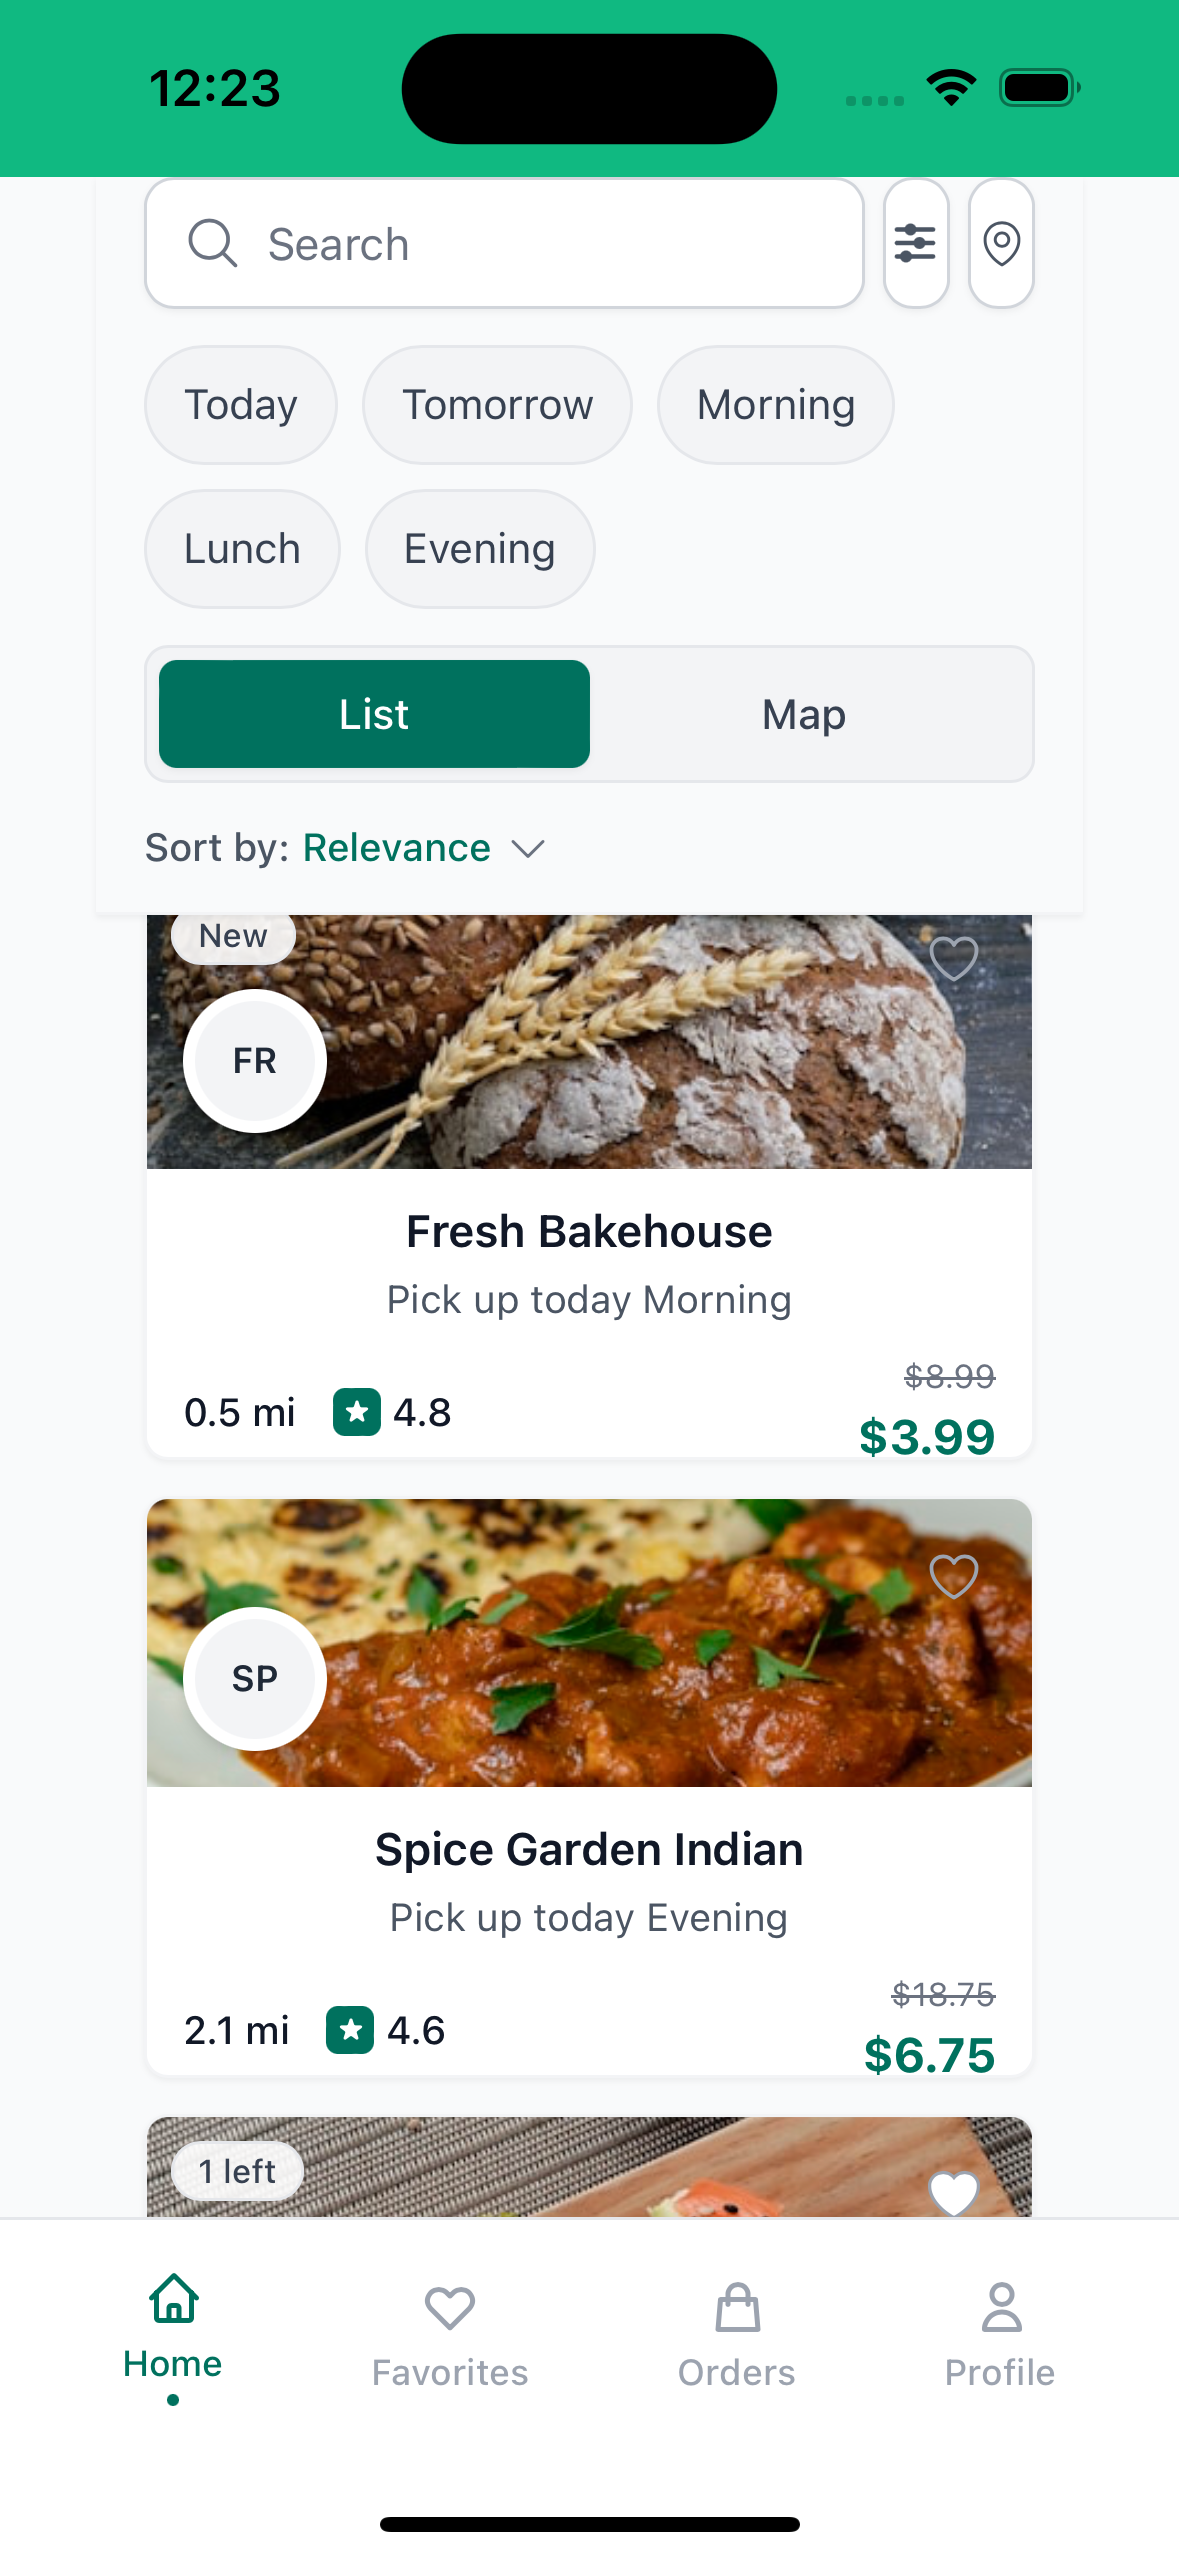 12:23
Search
Today Tomorrow Morning
Lunch Evening
List Map
Sort by: Relevance
New
FR
Fresh Bakehouse
Pick up today Morning
$8.99
0.5 mi 4.8
$3.99
SP
Spice Garden Indian
Pick up today Evening
$18.75
2.1 mi 4.6
$6.75
1 left
Home Favorites Orders Profile